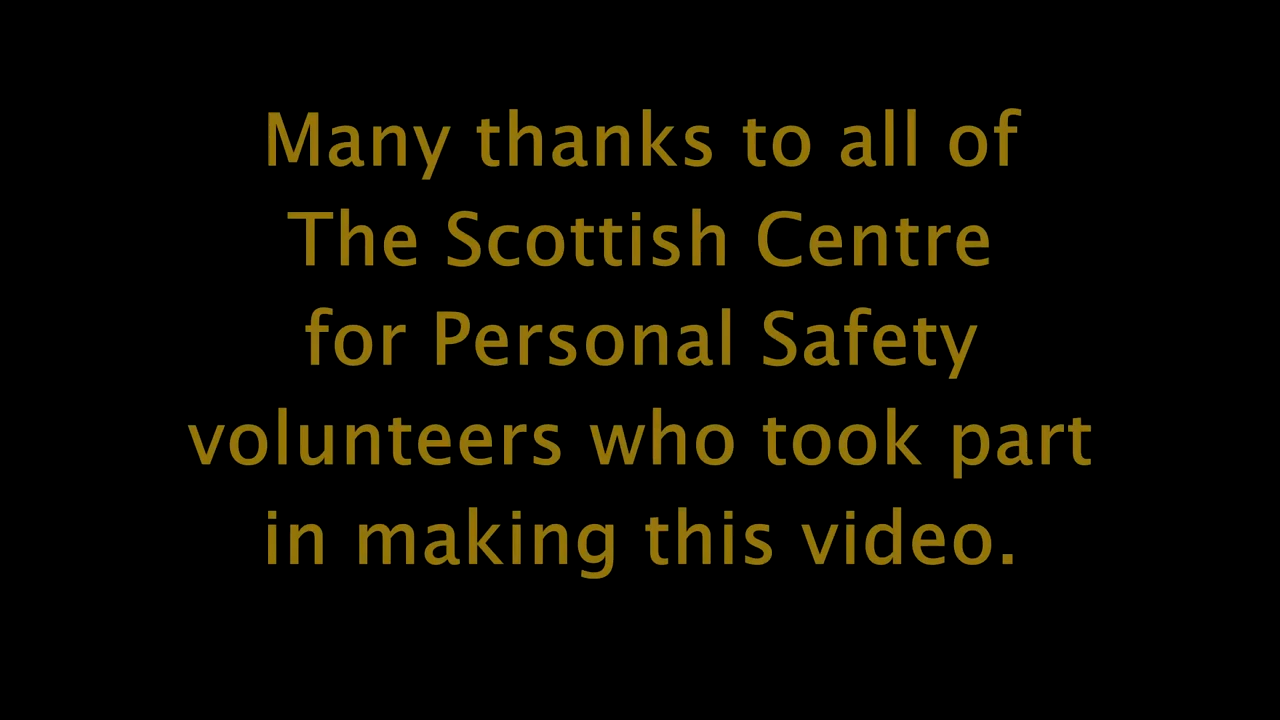 Many thanks to all of
The Scottish Centre
for Personal Safety
volunteers who took part
in making this video.